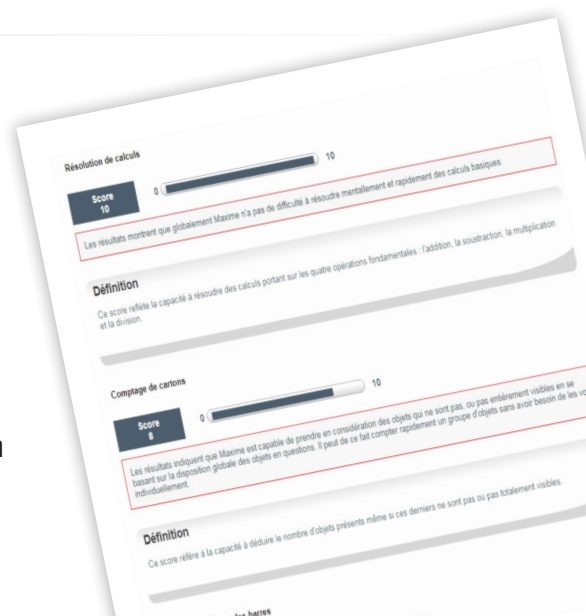 Résolution de calculs
Score
10
0
10
Les résultats montrent que globalement Maxime n'a pas de difficulté à résoudre mentalement et rapidement des calculs basiques.
Définition
Ce score reflète la capacité à résoudre des calculs portant sur les quatre opérations fondamentales : l'addition, la soustraction, la multiplication
et la division.
Comptage de cartons
Score
8
0
10
Les résultats indiquent que Maxime est capable de prendre en considération des objets qui ne sont pas, ou pas entièrement visibles en se
basant sur la disposition globale des objets en questions. Il peut de ce fait compter rapidement un groupe d'objets sans avoir besoin de les
individuellement.
Définition
Ce score réfère à la capacité à déduire le nombre d'objets présents même si ces derniers ne sont pas ou pas totalement visibles.
barres